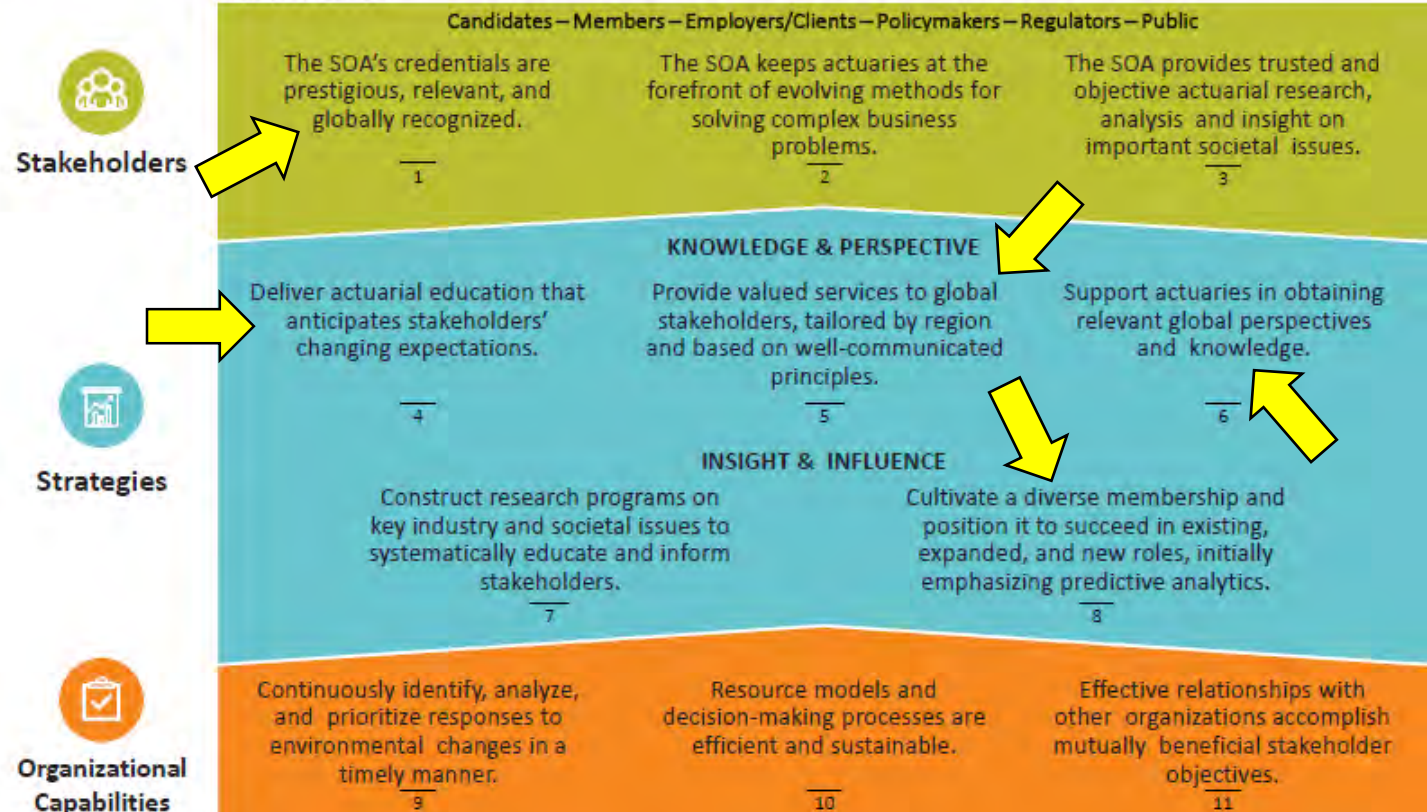 Candidates – Members – Employers/Clients – Policymakers – Regulators – Public
Stakeholders
The SOA's credentials are
prestigious, relevant, and
globally recognized.
1
The SOA keeps actuaries at the
forefront of evolving methods for
solving complex business
problems.
2
The SOA provides trusted and
objective actuarial research,
analysis and insight on
important societal issues.
3
Strategies
KNOWLEDGE & PERSPECTIVE
Deliver actuarial education that
anticipates stakeholders'
changing expectations.
4
Provide valued services to global
stakeholders, tailored by region
and based on well-communicated
principles.
5
Support actuaries in obtaining
relevant global perspectives
and knowledge.
6
INSIGHT & INFLUENCE
Construct research programs on
key industry and societal issues to
systematically educate and inform
stakeholders.
7
Cultivate a diverse membership and
position it to succeed in existing,
expanded, and new roles, initially
emphasizing predictive analytics.
8
Organizational
Capabilities
Continuously identify, analyze,
and prioritize responses to
environmental changes in a
timely manner.
9
Resource models and
decision-making processes are
efficient and sustainable.
10
Effective relationships with
other organizations accomplish
mutually beneficial stakeholder
objectives.
11